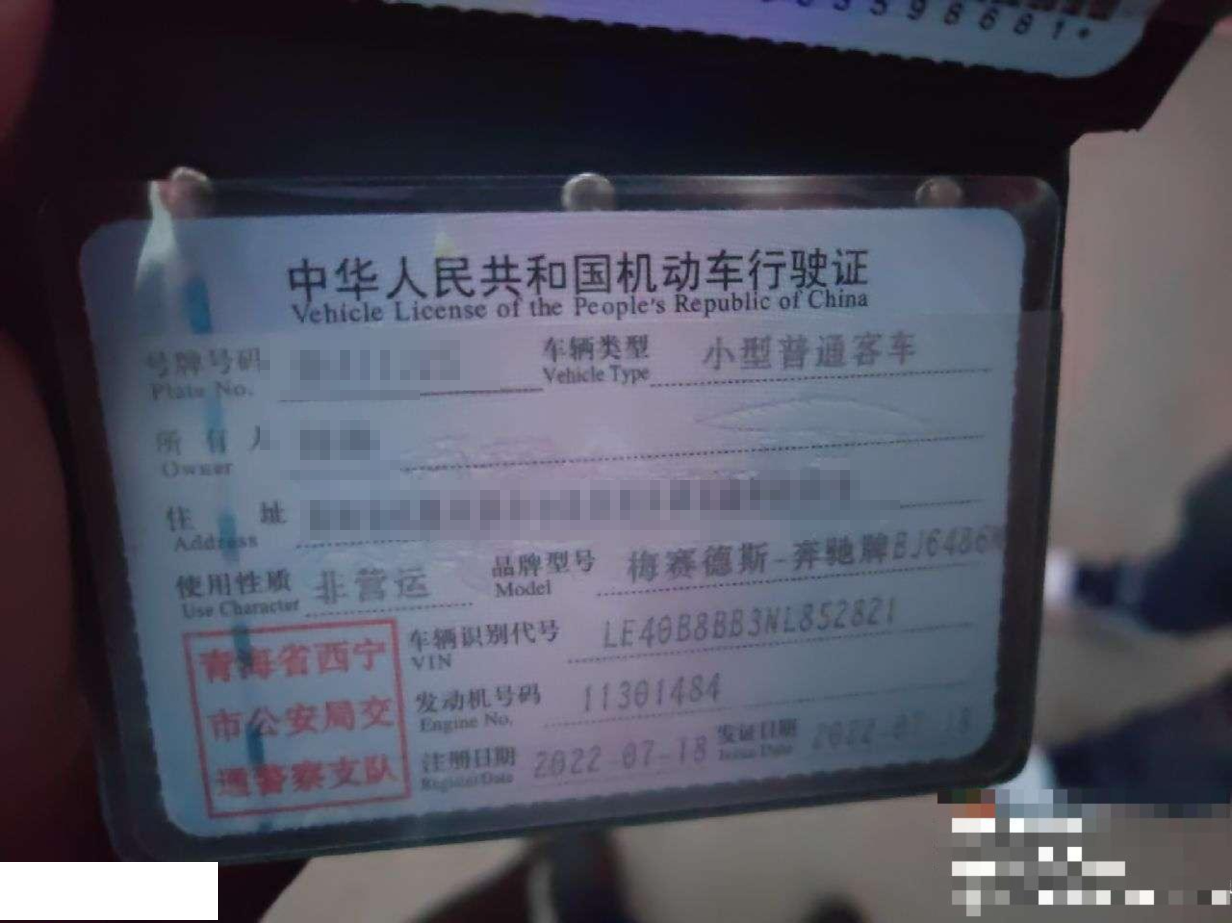 598681*
中华人民共和国机动车行驶证
Vehicle License of the People's Republic of China
号牌号码 车辆类型 小型普通客车
Plate No. Vehicle Type
所有人
Owner
住址
Address
使用性质 非营运 品牌型号 梅赛德斯-奔驰牌BJ6486
Use Character Model
车辆识别代号 LE40B8BB3NL852821
VIN
发动机号码 11301484
Engine No.
注册日期 2022-07-18 发证日期 2022-07-18
Register Date Issue Date
青海省西宁
市公安局交
通警察支队